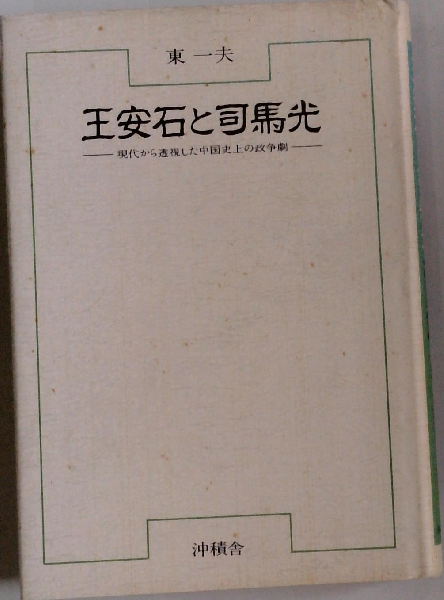 東一夫
王安石と司馬光
―現代から透視した中国史上の政争劇―
沖積舎